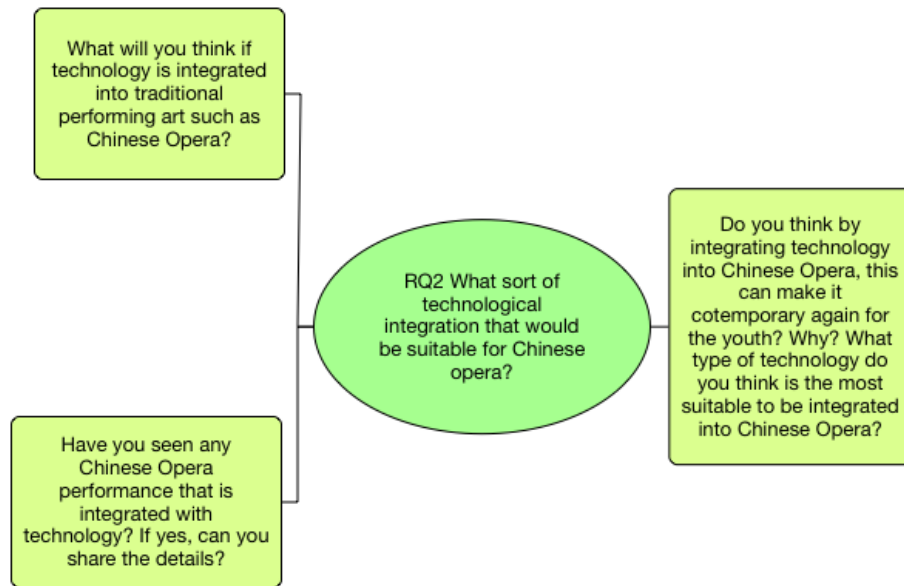 What will you think if
technology is integrated
into traditional
performing art such as
Chinese Opera?
RQ2 What sort of
technological
integration that would
be suitable for Chinese
opera?
Do you think by
integrating technology
into Chinese Opera, this
can make it
cotemporary again for
the youth? Why? What
type of technology do
you think is the most
suitable to be integrated
into Chinese Opera?
Have you seen any
Chinese Opera
performance that is
integrated with
technology? If yes, can you
share the details?